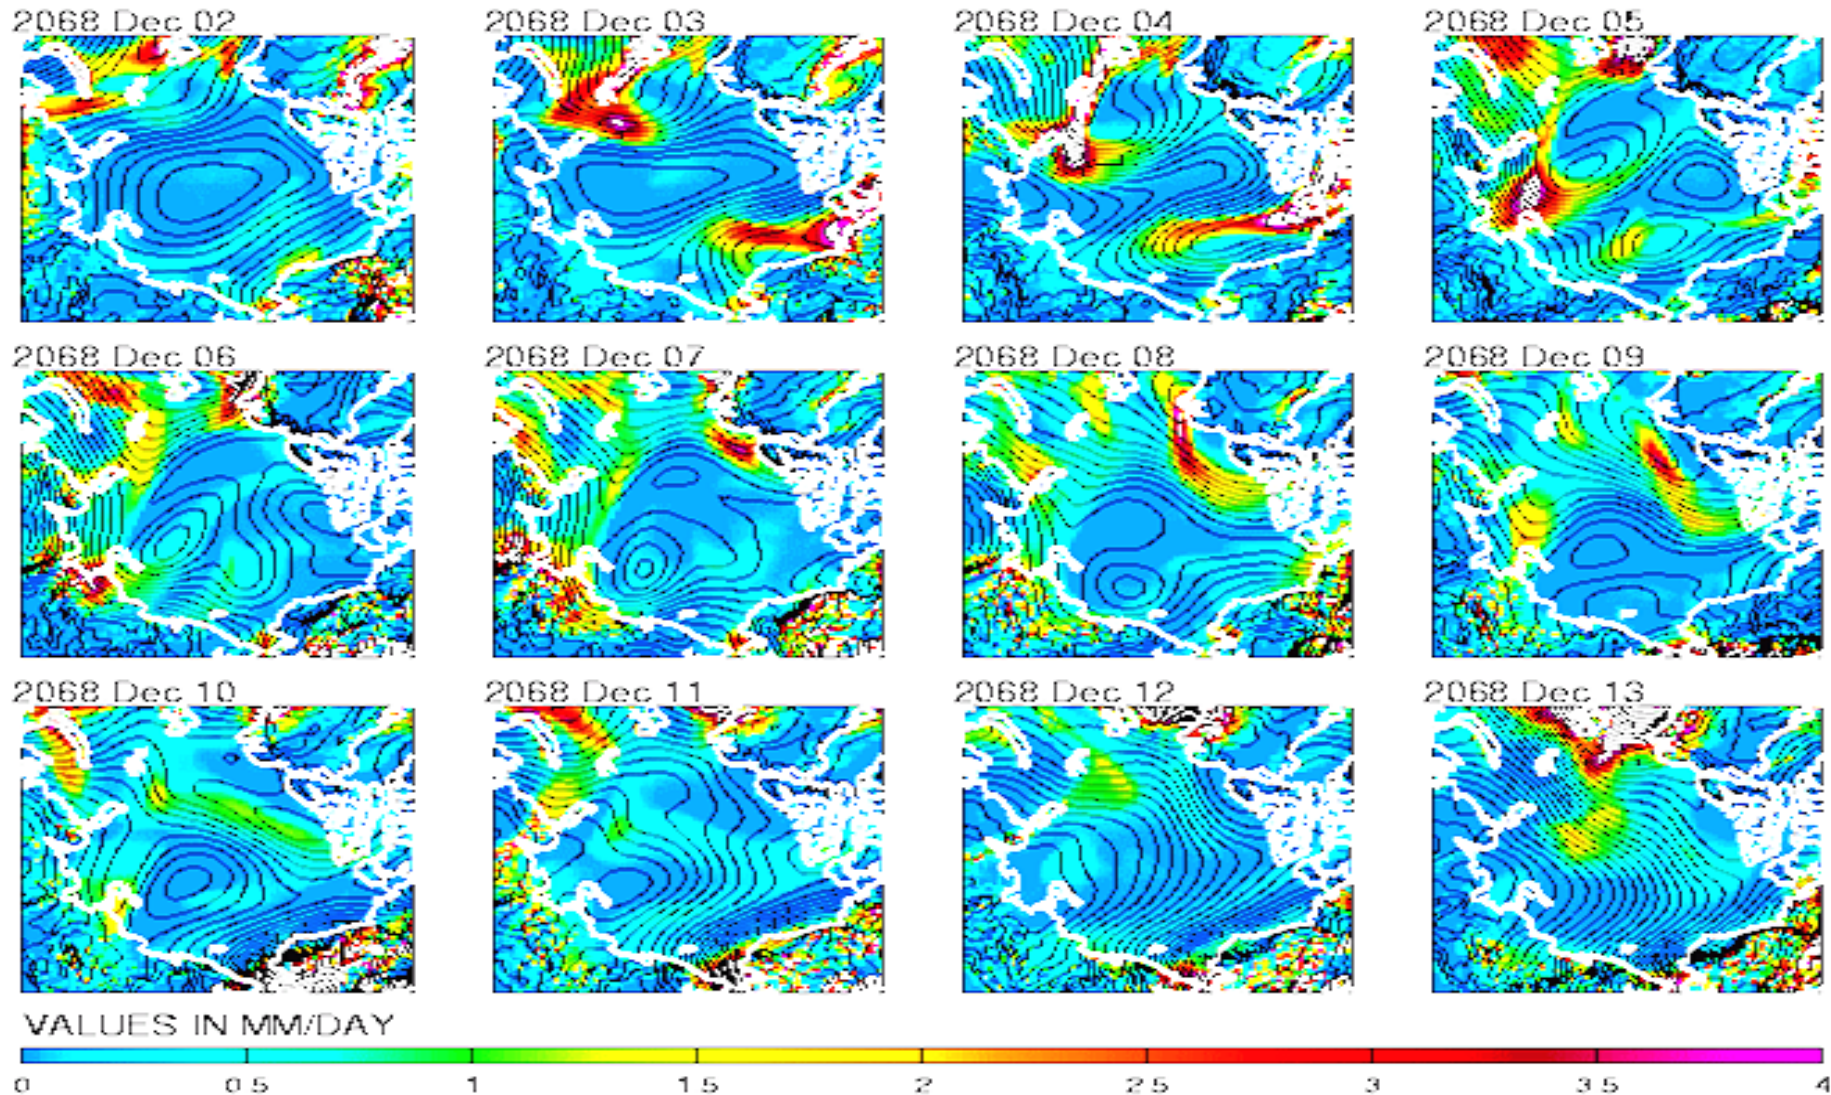 2068 Dec 02 2068 Dec 03 2068 Dec 04 2068 Dec 05
2068 Dec 06 2068 Dec 07 2068 Dec 08 2068 Dec 09
2068 Dec 10 2068 Dec 11 2068 Dec 12 2068 Dec 13
VALUES IN MM/DAY
0 0.5 1 1.5 2 2.5 3 3.5 4